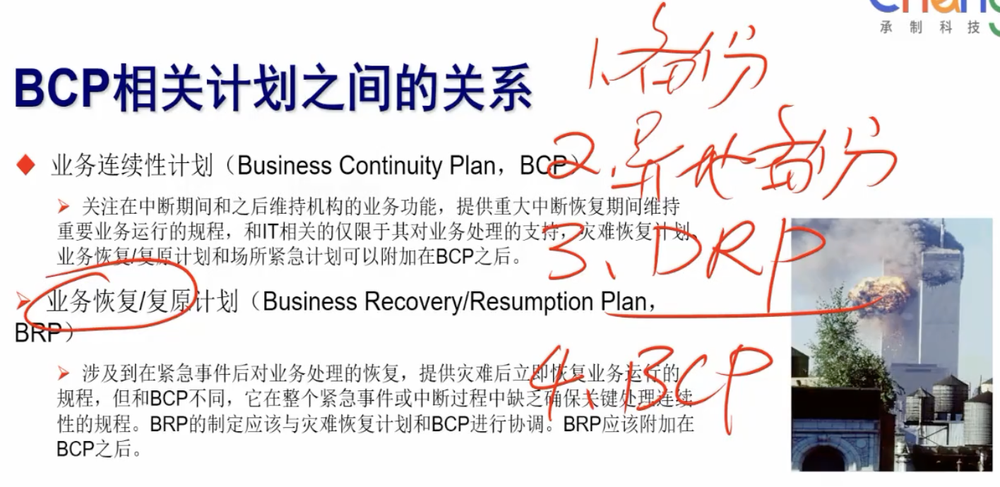 承制科技
BCP相关计划之间的关系
1.备份
业务连续性计划（Business Continuity Plan，BCP）
2.异地备份
关注在中断期间和之后维持机构的业务功能，提供重大中断恢复期间维持
重要业务运行的规程，和IT相关的仅限于其对业务处理的支持，灾难恢复计划、
业务恢复/复原计划和场所紧急计划可以附加在BCP之后。
3、DRP
业务恢复/复原计划（Business Recovery/Resumption Plan，
BRP）
4、BCP
涉及到在紧急事件后对业务处理的恢复，提供灾难后立即恢复业务运行的
规程，但和BCP不同，它在整个紧急事件或中断过程中缺乏确保关键处理连续
性的规程。BRP的制定应该与灾难恢复计划和BCP进行协调。BRP应该附加在
BCP之后。